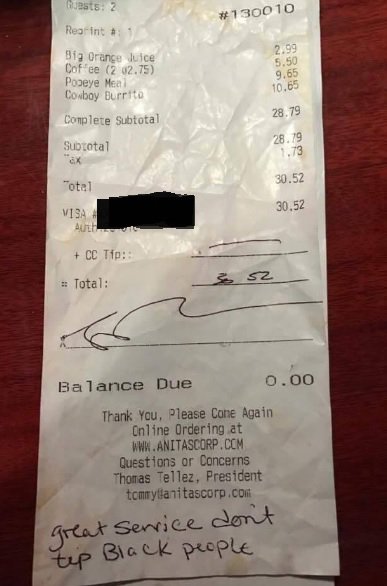 Guests: 2
#130010
Reprint #: 1
Big Orange Juice 2.99
Coffee (2 @2.75) 5.50
Popeye Meal 9.65
Cowboy Burrito 10.65
Complete Subtotal 28.79
Subtotal 28.79
Tax 1.73
Total 30.52
VISA # 30.52
+ CC Tip::
= Total: 30 52
X
Balance Due 0.00
Thank You, Please Come Again
Online Ordering at
WWW.ANITASCORP.COM
Questions or Concerns
Thomas Tellez, President
tommy@anitascorp.com
great service don't
tip Black people